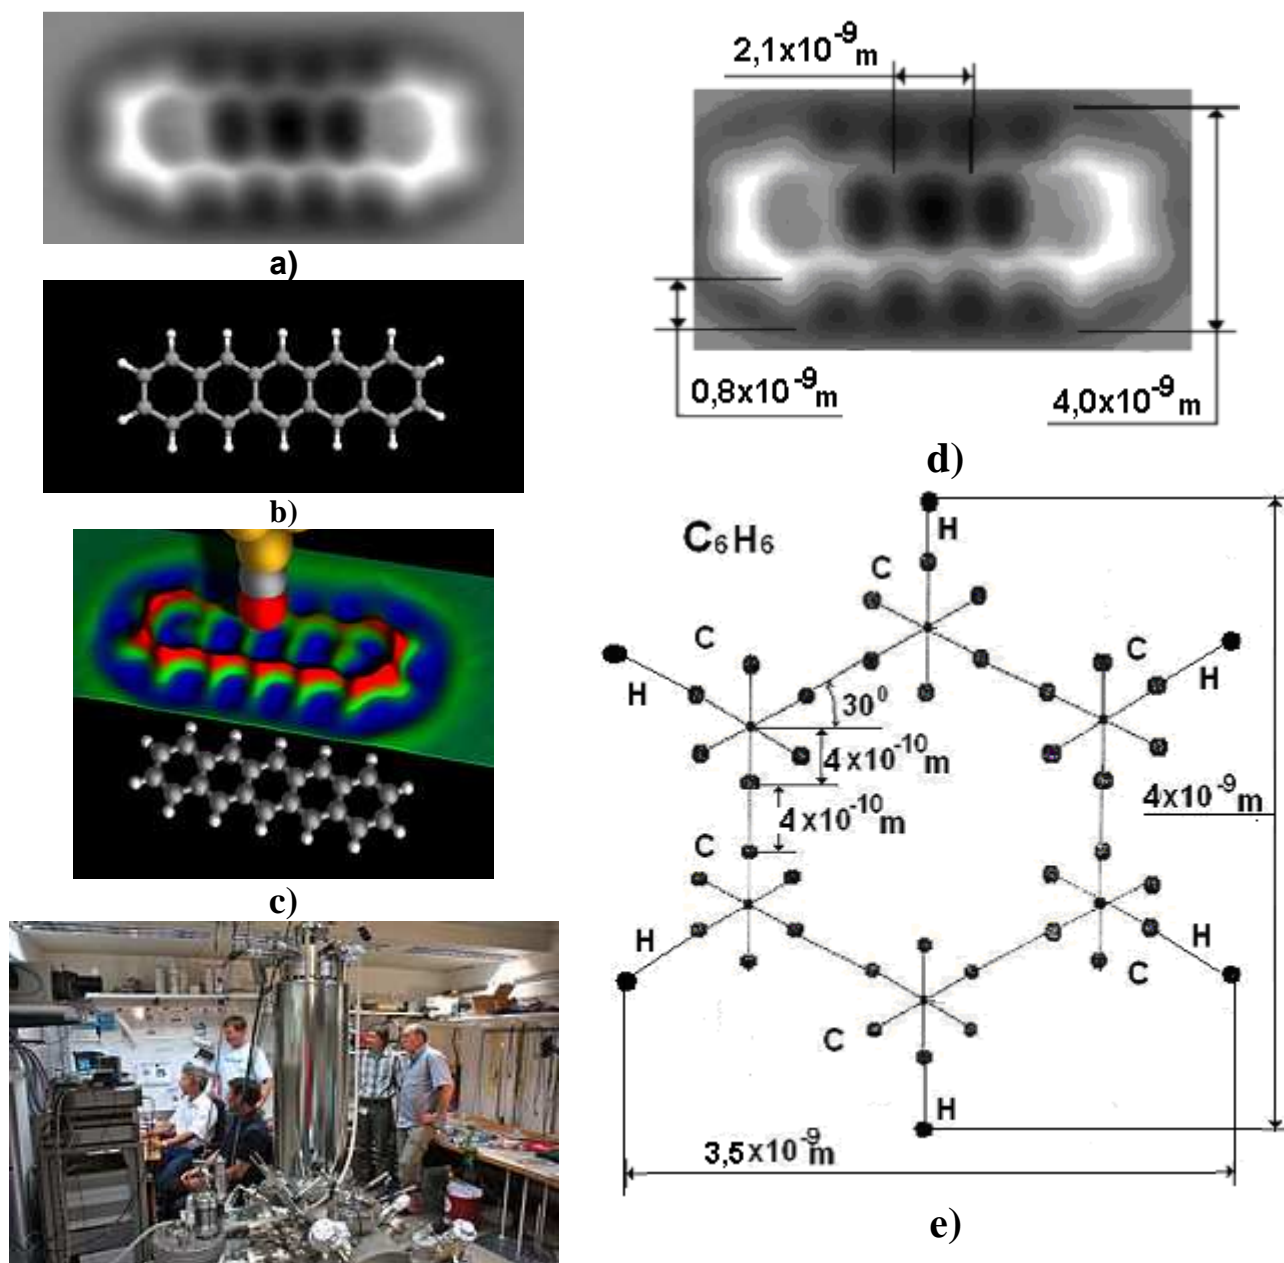 a)
b)
c)
2,1x10⁻⁹m
0,8x10⁻⁹m
4,0x10⁻⁹m
d)
C₆H₆
H
C
C
C
H
H
30⁰
4x10⁻¹⁰m
4x10⁻¹⁰m
4x10⁻⁹m
C
H
H
C
C
H
3,5x10⁻⁹m
e)